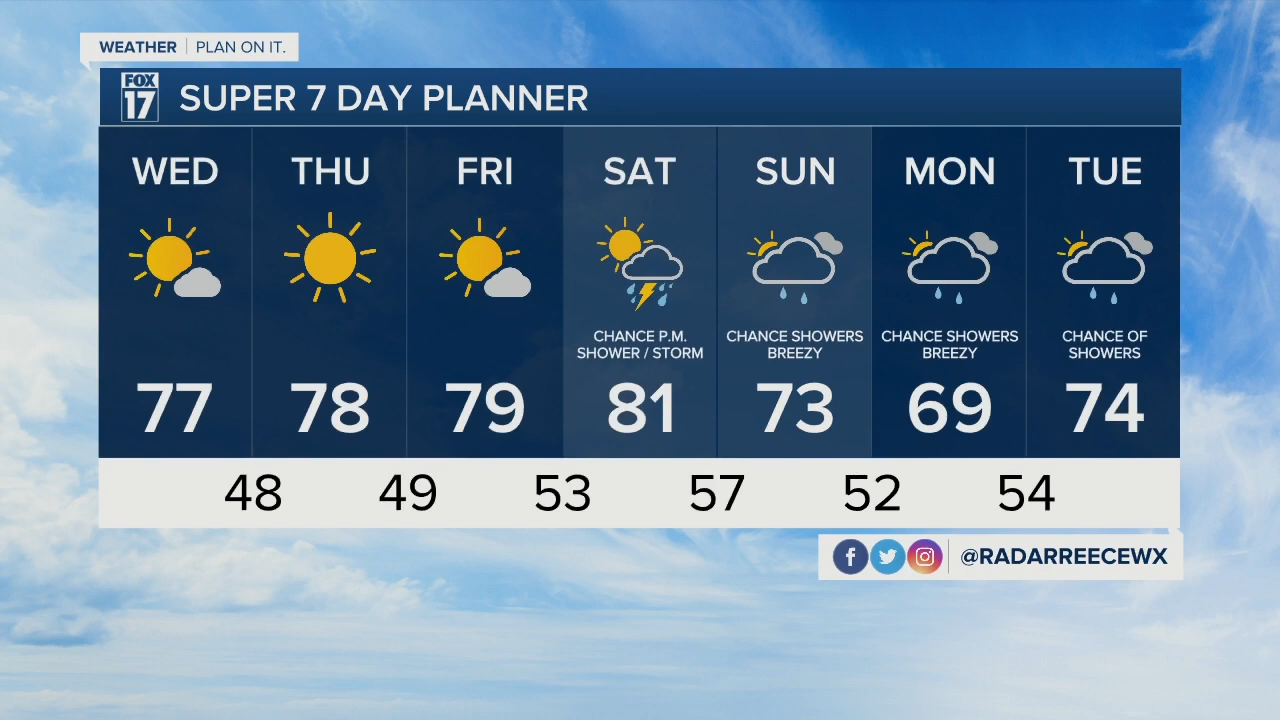 WEATHER | PLAN ON IT.
FOX 17 SUPER 7 DAY PLANNER
WED THU FRI SAT SUN MON TUE
CHANCE P.M. CHANCE SHOWERS CHANCE SHOWERS CHANCE OF
SHOWER / STORM BREEZY BREEZY SHOWERS
77 78 79 81 73 69 74
48 49 53 57 52 54
@RADARREECEWX